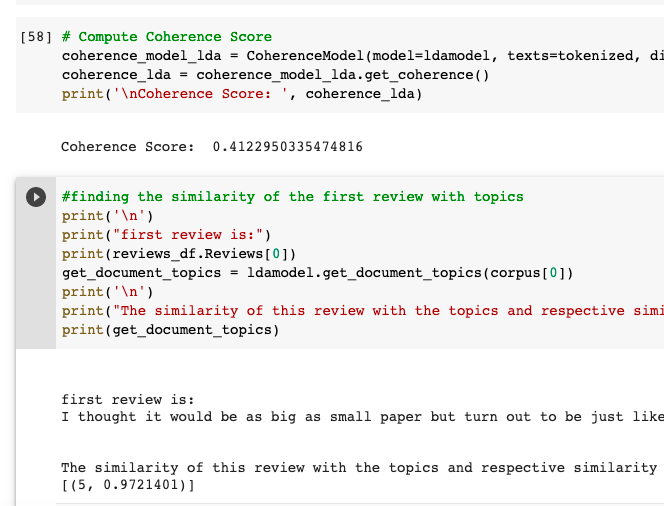 [58] # Compute Coherence Score
coherence_model_lda = CoherenceModel(model=ldamodel, texts=tokenized, di
coherence_lda = coherence_model_lda.get_coherence()
print('\nCoherence Score: ', coherence_lda)
Coherence Score:  0.4122950335474816
#finding the similarity of the first review with topics
print('\n')
print("first review is:")
print(reviews_df.Reviews[0])
get_document_topics = ldamodel.get_document_topics(corpus[0])
print('\n')
print("The similarity of this review with the topics and respective simi
print(get_document_topics)
first review is:
I thought it would be as big as small paper but turn out to be just like
The similarity of this review with the topics and respective similarity
[(5, 0.9721401)]